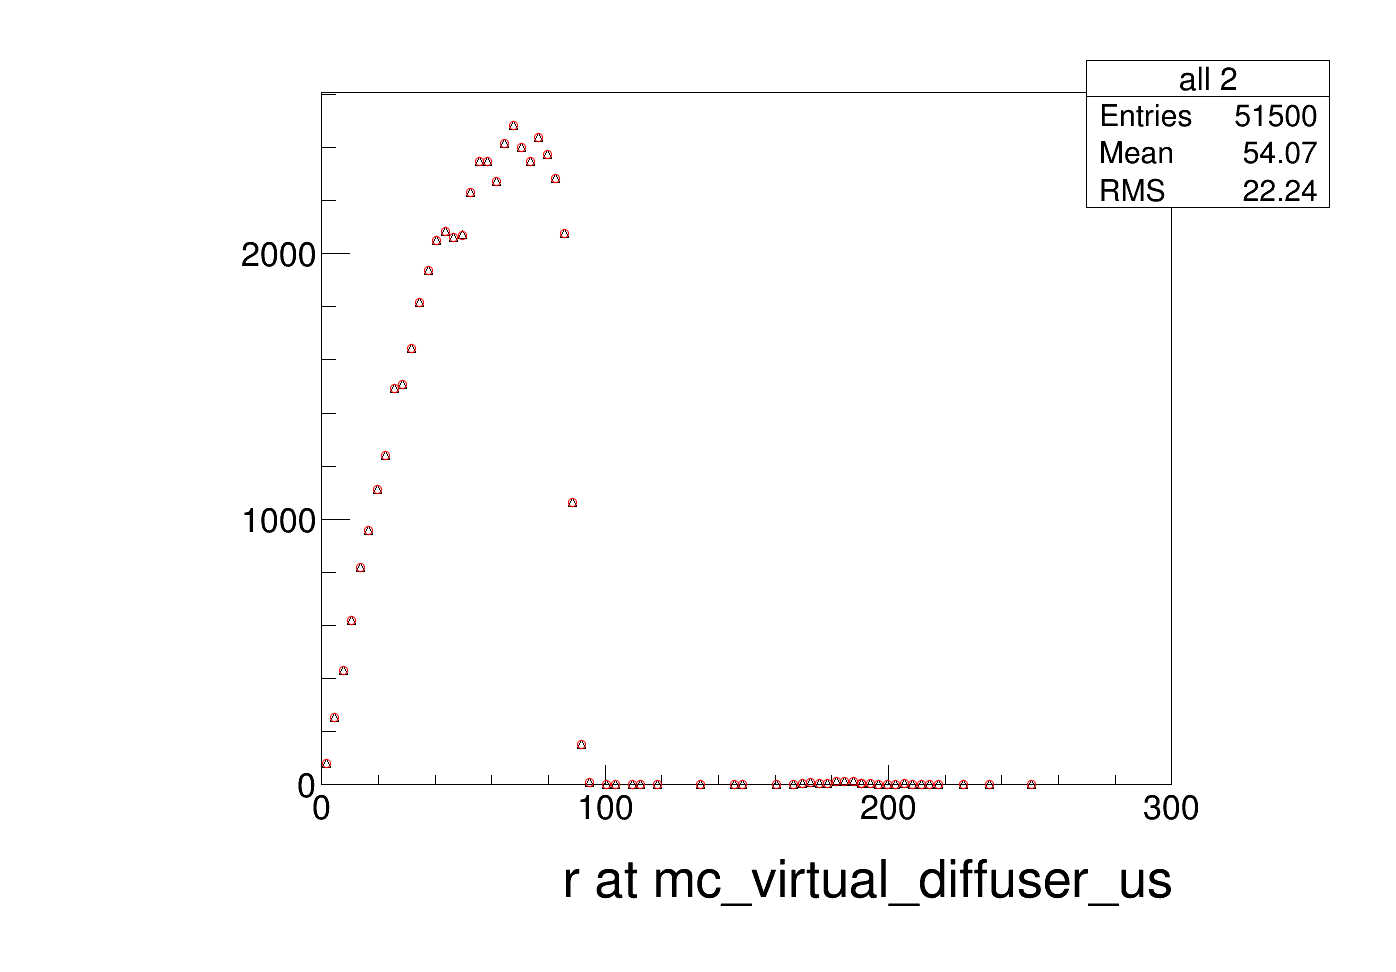 all 2
Entries 51500
Mean 54.07
RMS 22.24
2000
1000
0
0 100 200 300
r at mc_virtual_diffuser_us